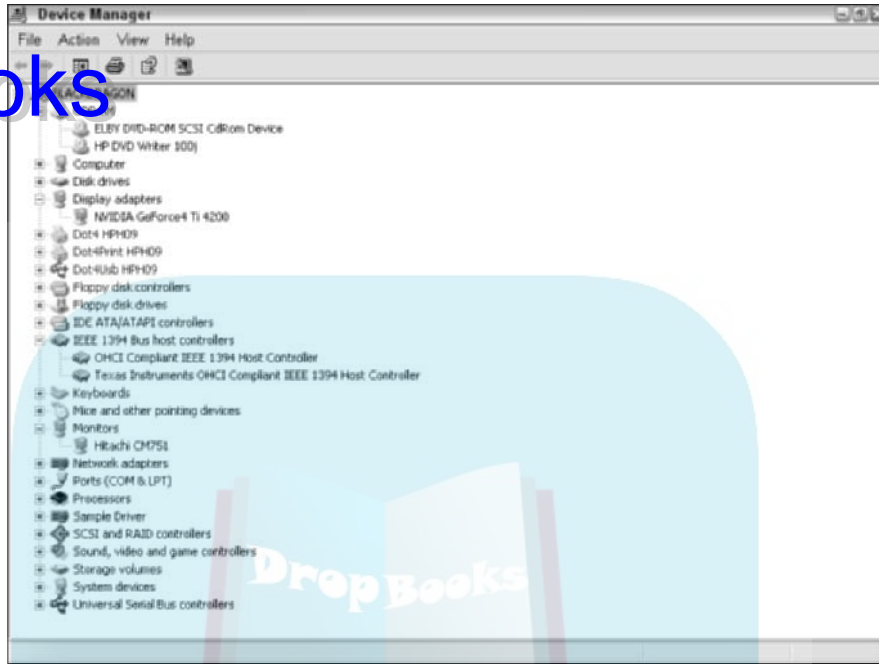 Device Manager
File Action View Help
ooks
ELBY DVD-ROM SCSI CdRom Device
HP DVD Writer 100j
Computer
Disk drives
Display adapters
NVIDIA GeForce4 Ti 4200
Dot4 HPH09
Dot4Print HPH09
Dot4Usb HPH09
Floppy disk controllers
Floppy disk drives
IDE ATA/ATAPI controllers
IEEE 1394 Bus host controllers
OHCI Compliant IEEE 1394 Host Controller
Texas Instruments OHCI Compliant IEEE 1394 Host Controller
Keyboards
Mice and other pointing devices
Monitors
Hitachi CM751
Network adapters
Ports (COM & LPT)
Processors
Sample Driver
SCSI and RAID controllers
Sound, video and game controllers
Storage volumes
System devices
Universal Serial Bus controllers
DropBooks